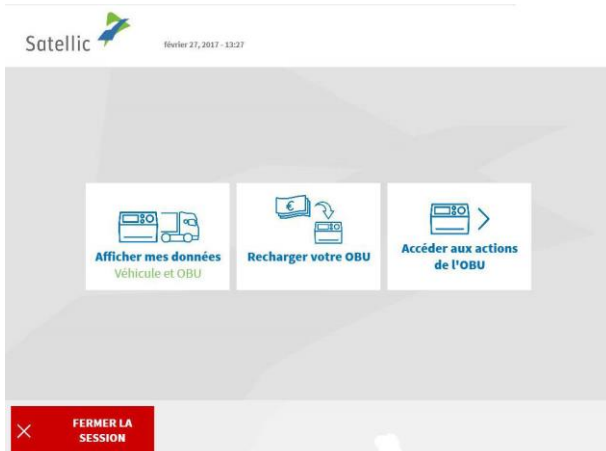 Satellic
février 27, 2017 - 13:27
€
Afficher mes données
Véhicule et OBU
Recharger votre OBU
Accéder aux actions
de l'OBU
FERMER LA
SESSION